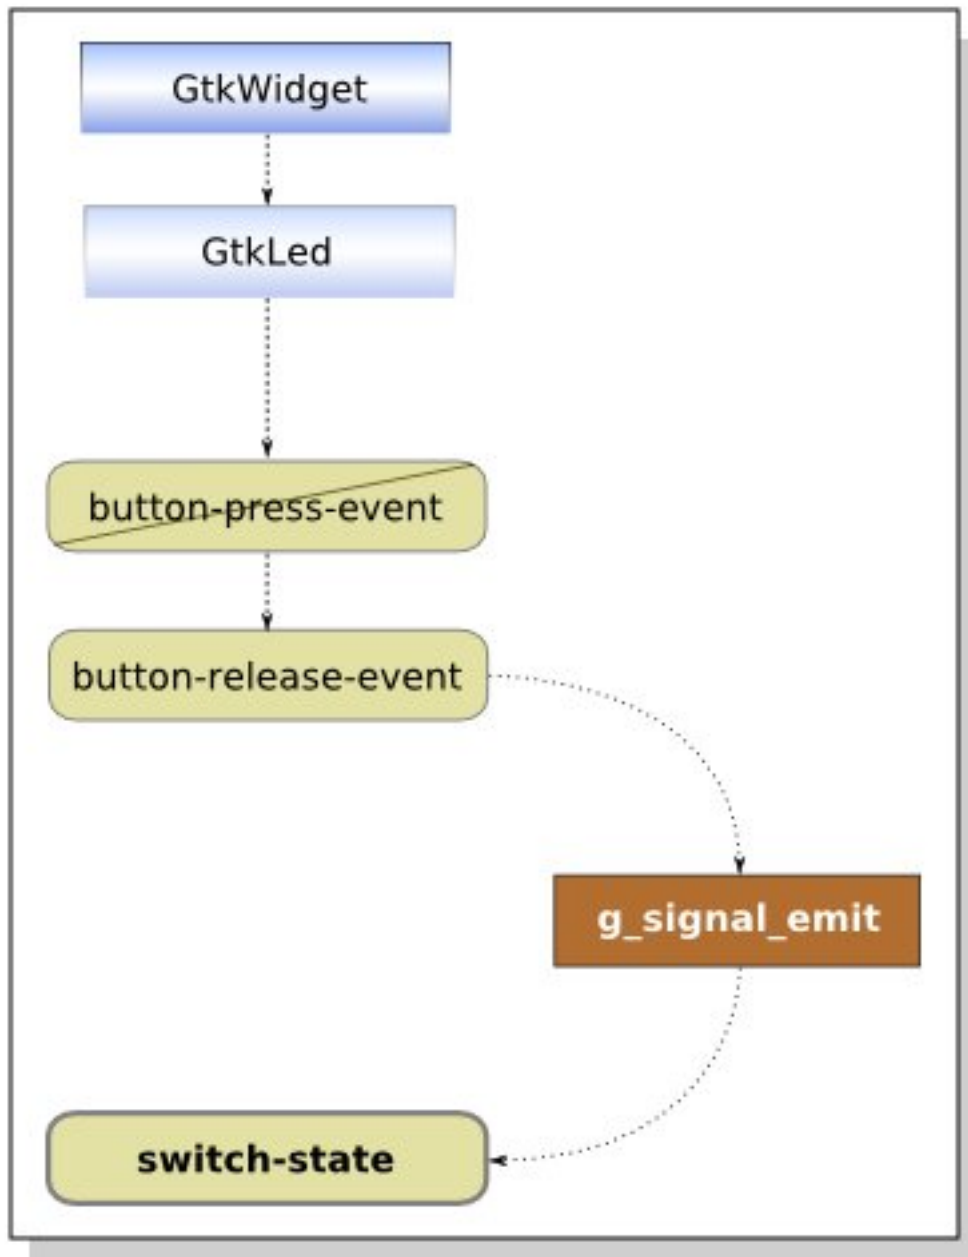 GtkWidget
GtkLed
button-press-event
button-release-event
g_signal_emit
switch-state